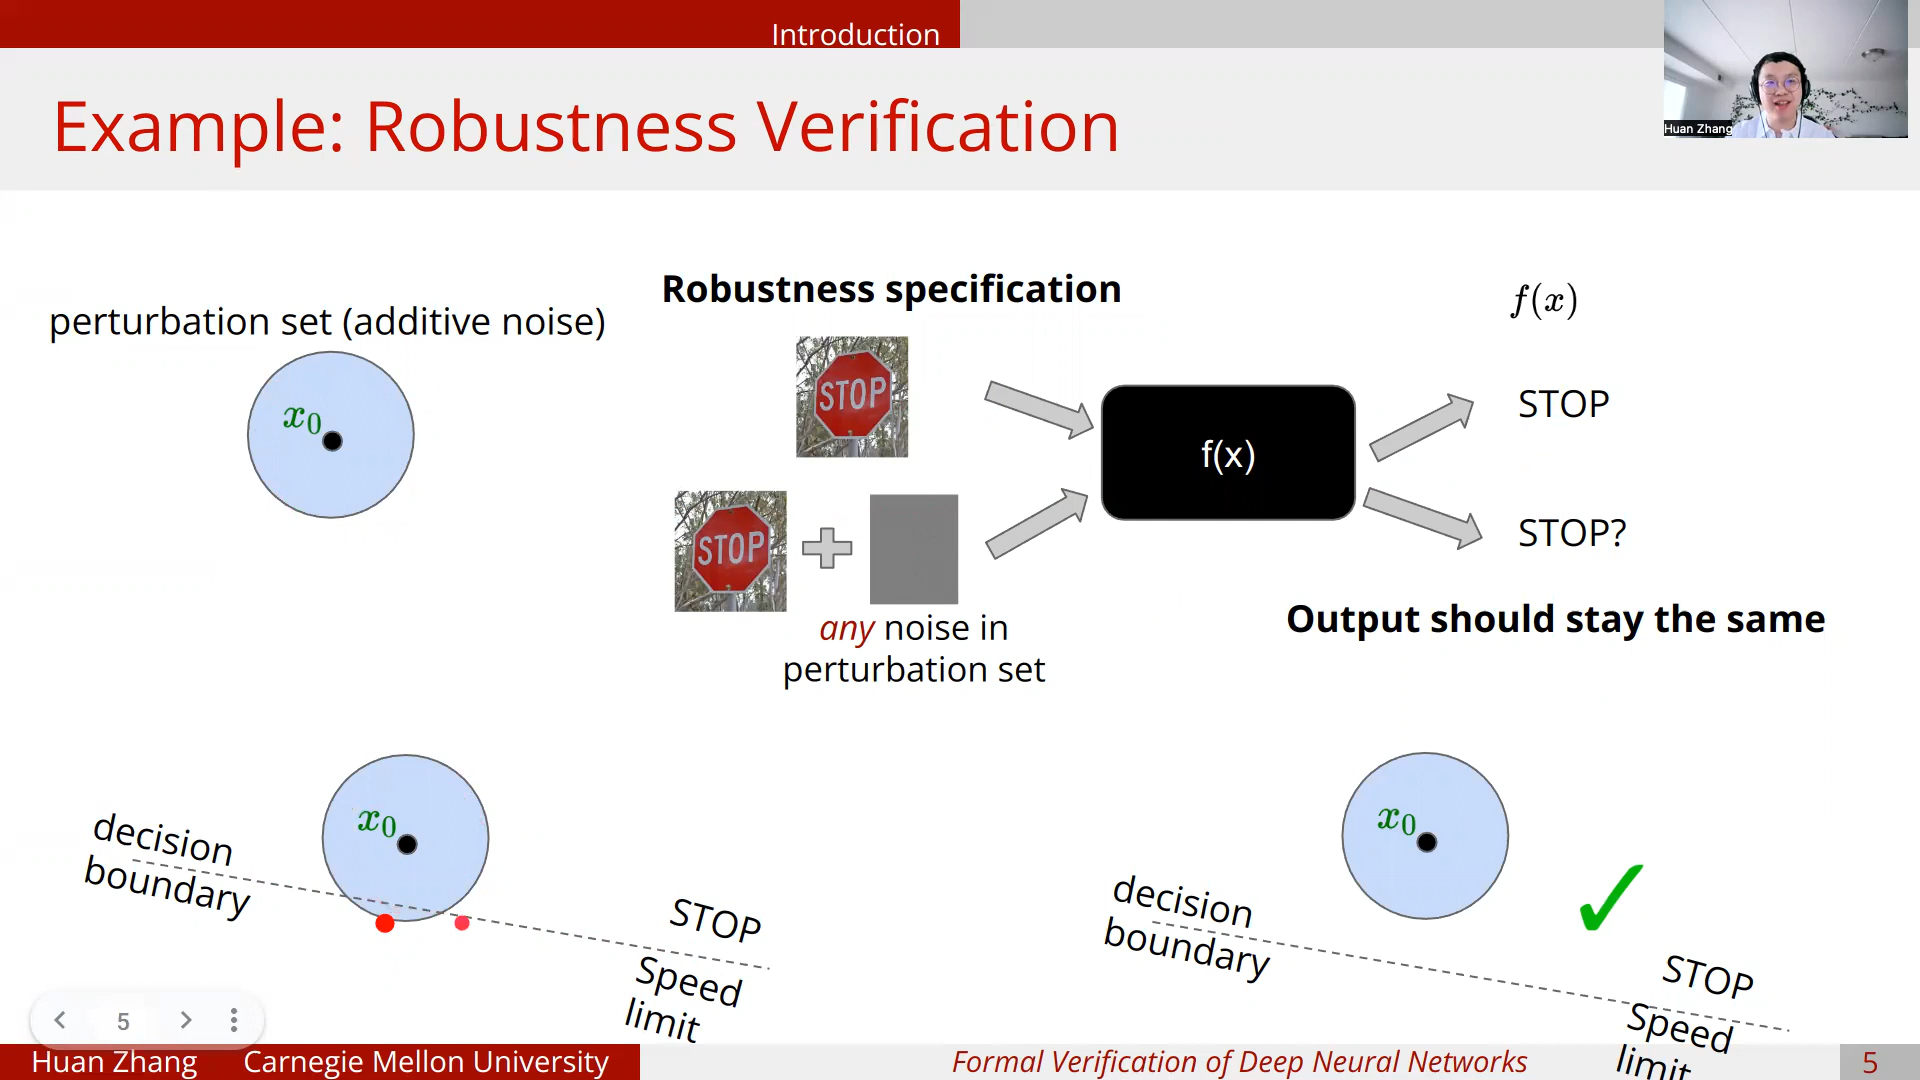 Introduction
Example: Robustness Verification
Huan Zhang
perturbation set (additive noise)
x0
Robustness specification
STOP
STOP
any noise in
perturbation set
f(x)
f(x)
STOP
STOP?
Output should stay the same
x0
decision
boundary
STOP
Speed
limit
x0
decision
boundary
STOP
Speed
limit
5
Huan Zhang Carnegie Mellon University
Formal Verification of Deep Neural Networks
5